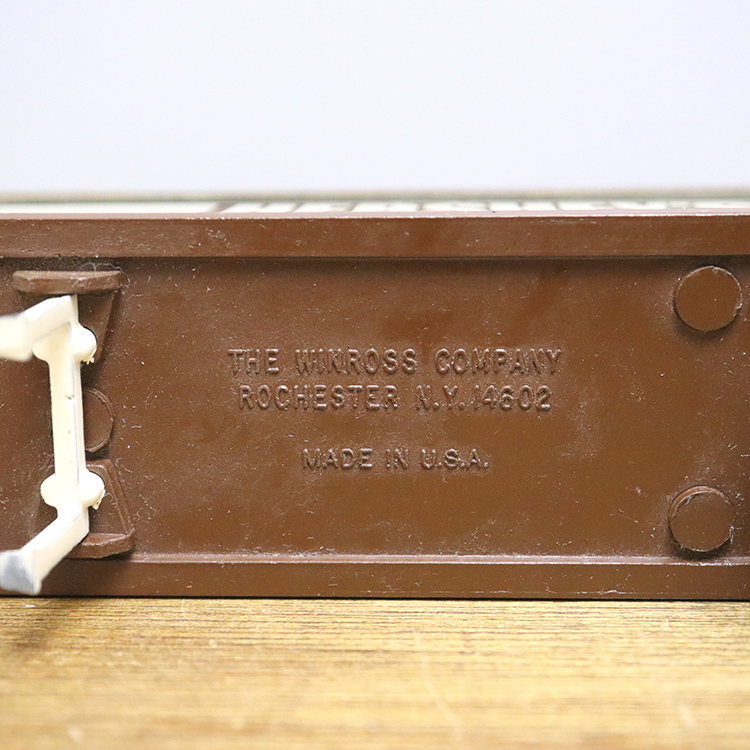 THE WINROSS COMPANY
ROCHESTER N.Y. 14602
MADE IN U.S.A.